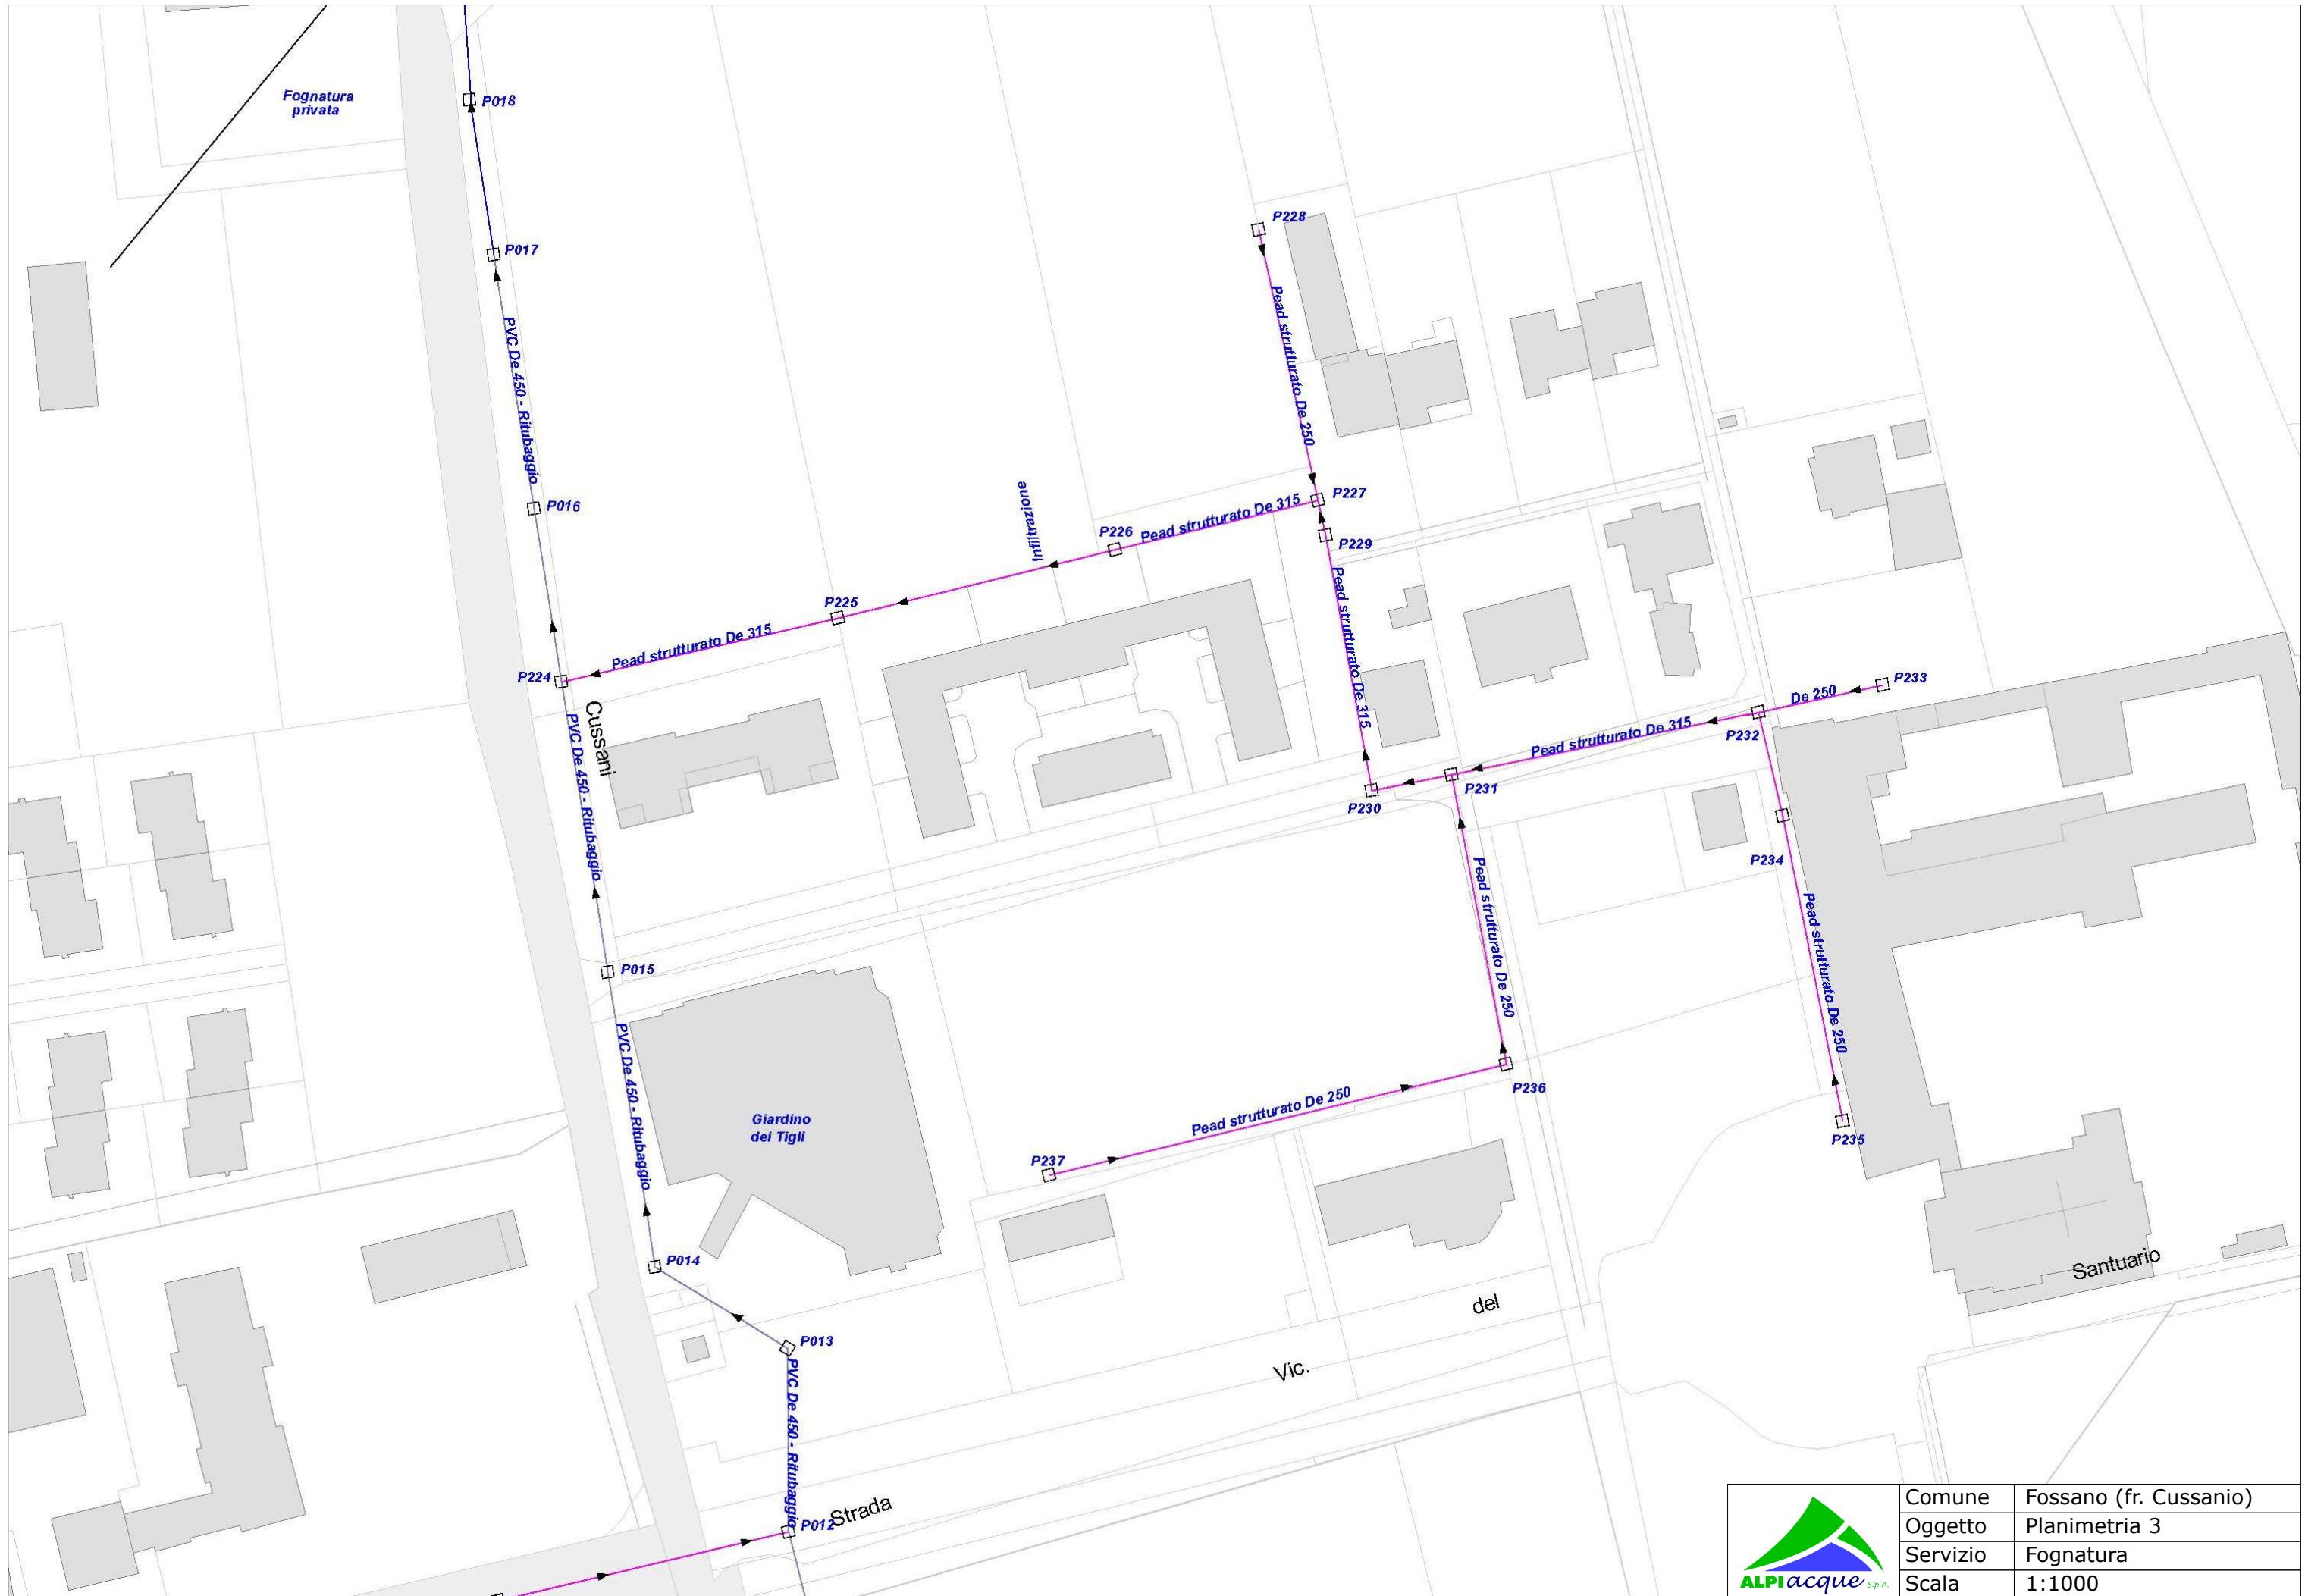 Fognatura
privata
P018
P017
PVC De 450 - Ritubaggio
P016
P228
Pead strutturato De 250
P227
Pead strutturato De 315
P226
P229
Infiltrazione
P225
Pead strutturato De 315
P224
Cussani
PVC De 450 - Ritubaggio
Pead strutturato De 315
P233
De 250
P232
Pead strutturato De 315
P231
P230
P234
Pead strutturato De 250
Pead strutturato De 250
P015
PVC De 450 - Ritubaggio
Giardino
dei Tigli
Pead strutturato De 250
P236
P235
P237
P014
Santuario
del
P013
Vic.
PVC De 450 - Ritubaggio
P012
Strada
Comune Fossano (fr. Cussanio)
Oggetto Planimetria 3
Servizio Fognatura
Scala 1:1000
ALPI acque S.p.A.